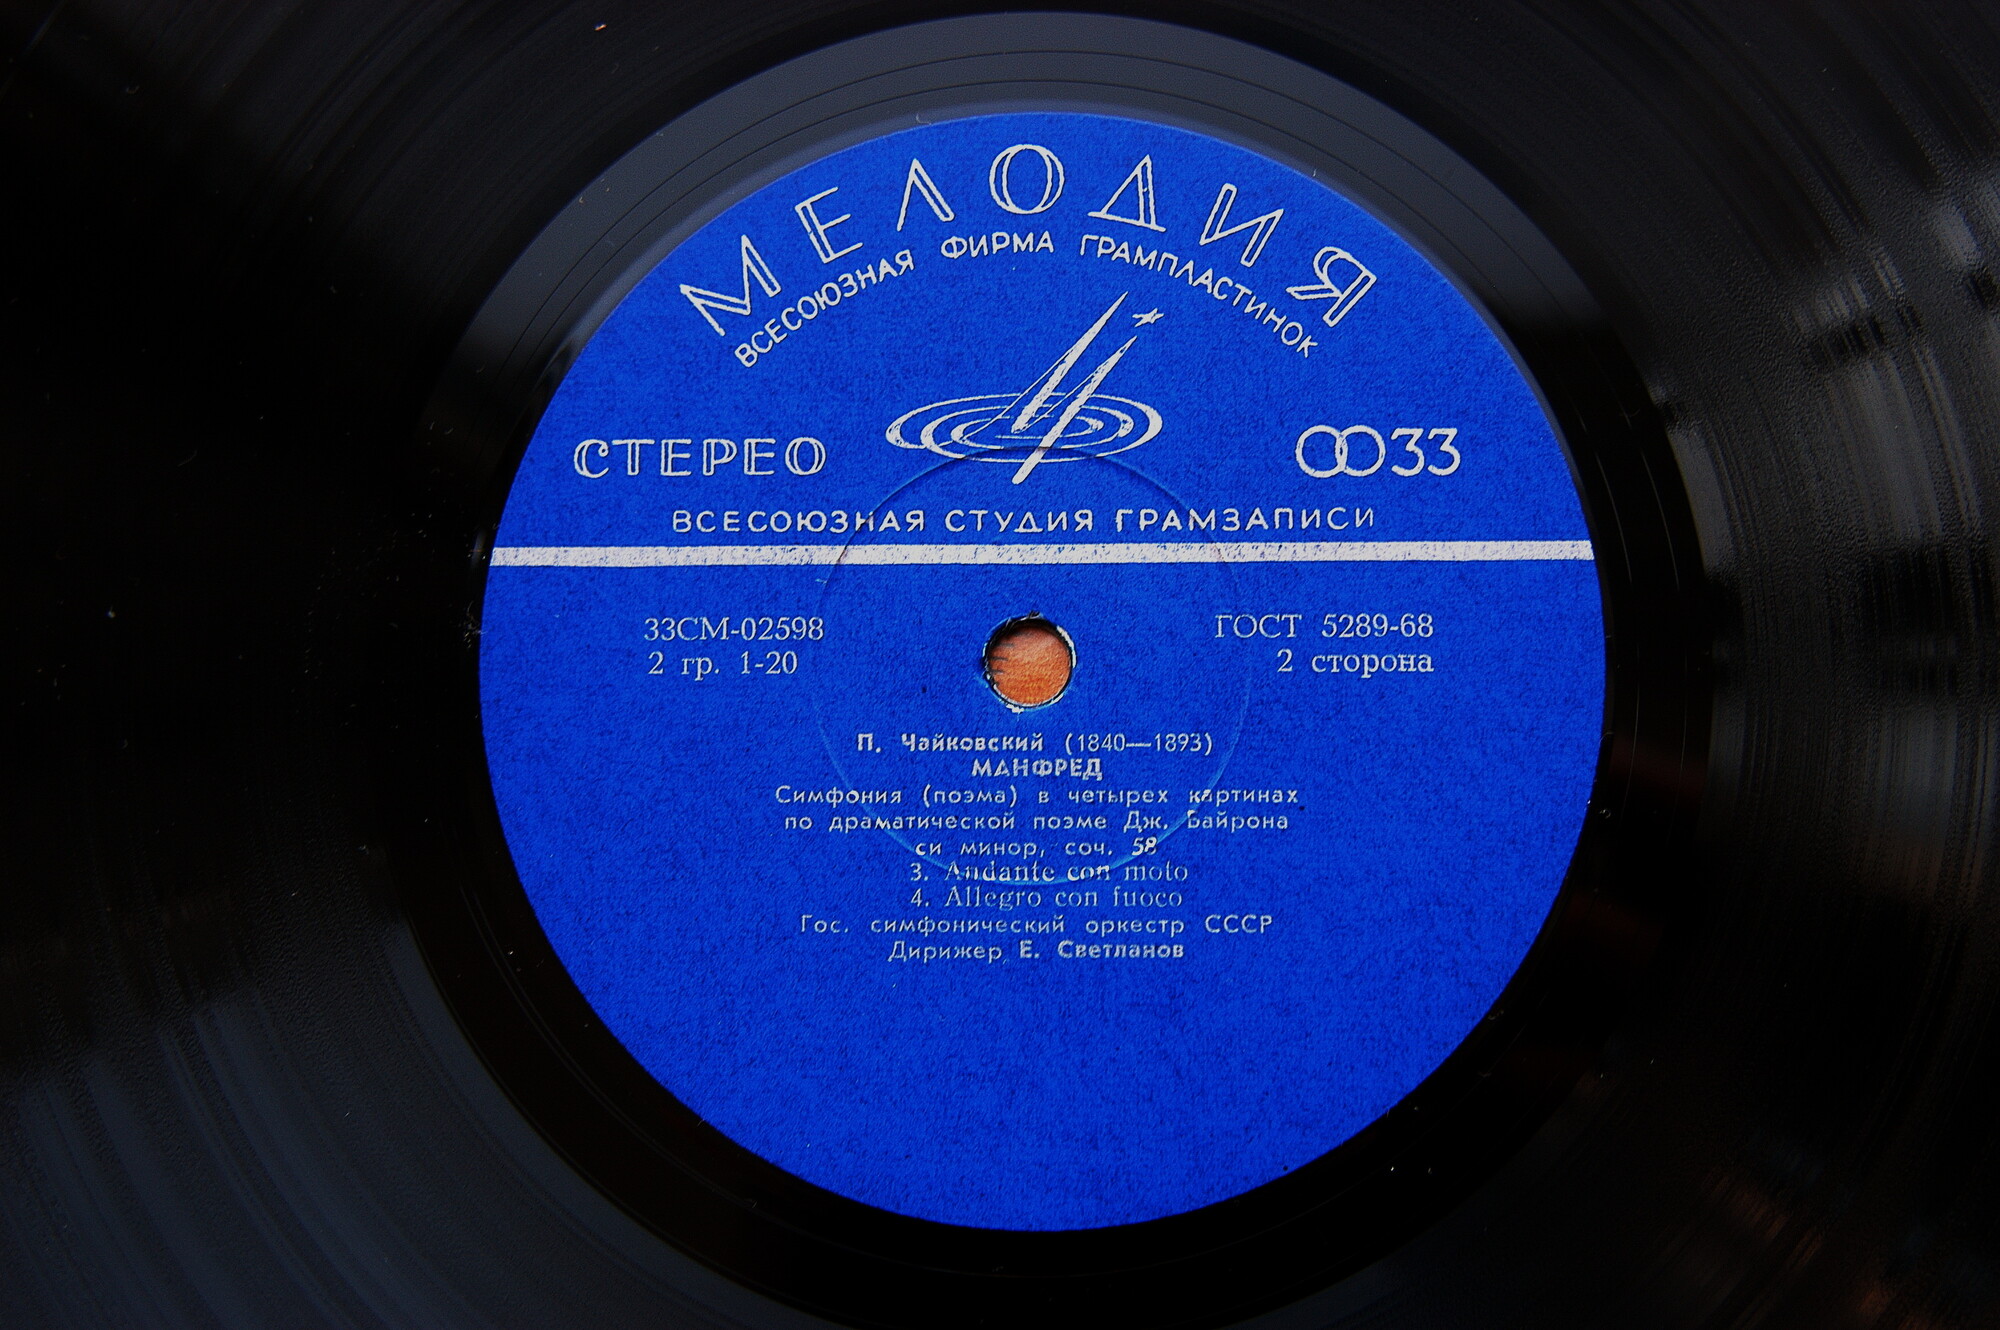 МЕЛОДИЯ
ВСЕСОЮЗНАЯ ФИРМА ГРАМПЛАСТИНОК
СТЕРЕО
33
ВСЕСОЮЗНАЯ СТУДИЯ ГРАМЗАПИСИ
33СМ-02598
ГОСТ 5289-68
2 гр. 1-20
2 сторона
П. Чайковский (1840—1893)
МАНФРЕД
Симфония (поэма) в четырех картинах
по драматической поэме Дж. Байрона
си минор, соч. 58
3. Andante con moto
4. Allegro con fuoco
Гос. симфонический оркестр СССР
Дирижер Е. Светланов